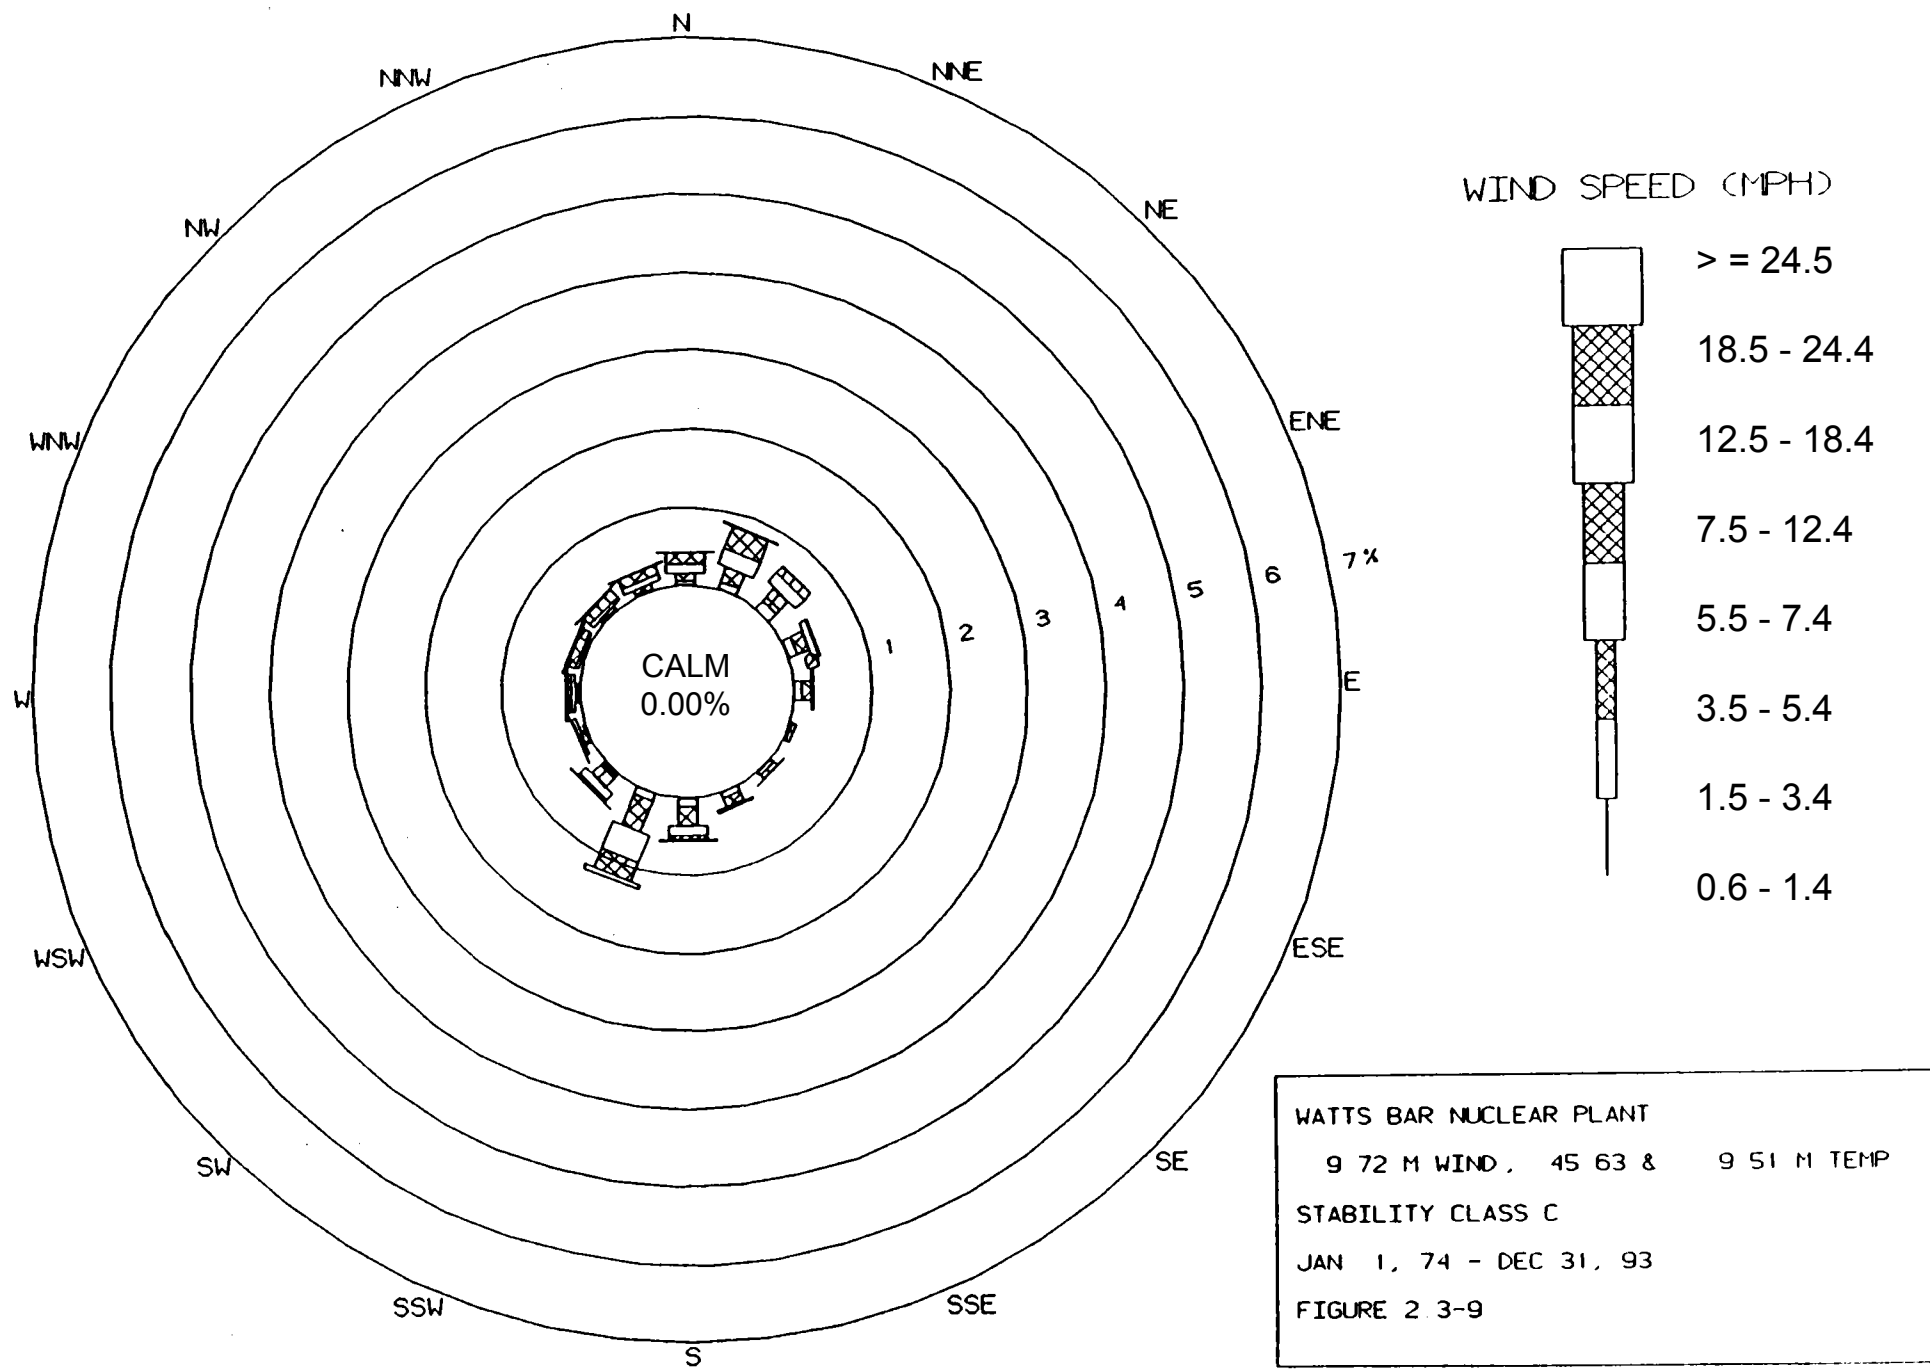 N
NNW
NNE
NW
NE
WIND SPEED (MPH)
> = 24.5
18.5 - 24.4
12.5 - 18.4
7.5 - 12.4
5.5 - 7.4
3.5 - 5.4
1.5 - 3.4
0.6 - 1.4
WNW
ENE
1 2 3 4 5 6 7%
CALM
0.00%
W
E
WSW
ESE
SW
SE
SSW
SSE
S
WATTS BAR NUCLEAR PLANT
9 72 M WIND, 45 63 & 9 51 M TEMP
STABILITY CLASS C
JAN 1, 74 - DEC 31, 93
FIGURE 2 3-9